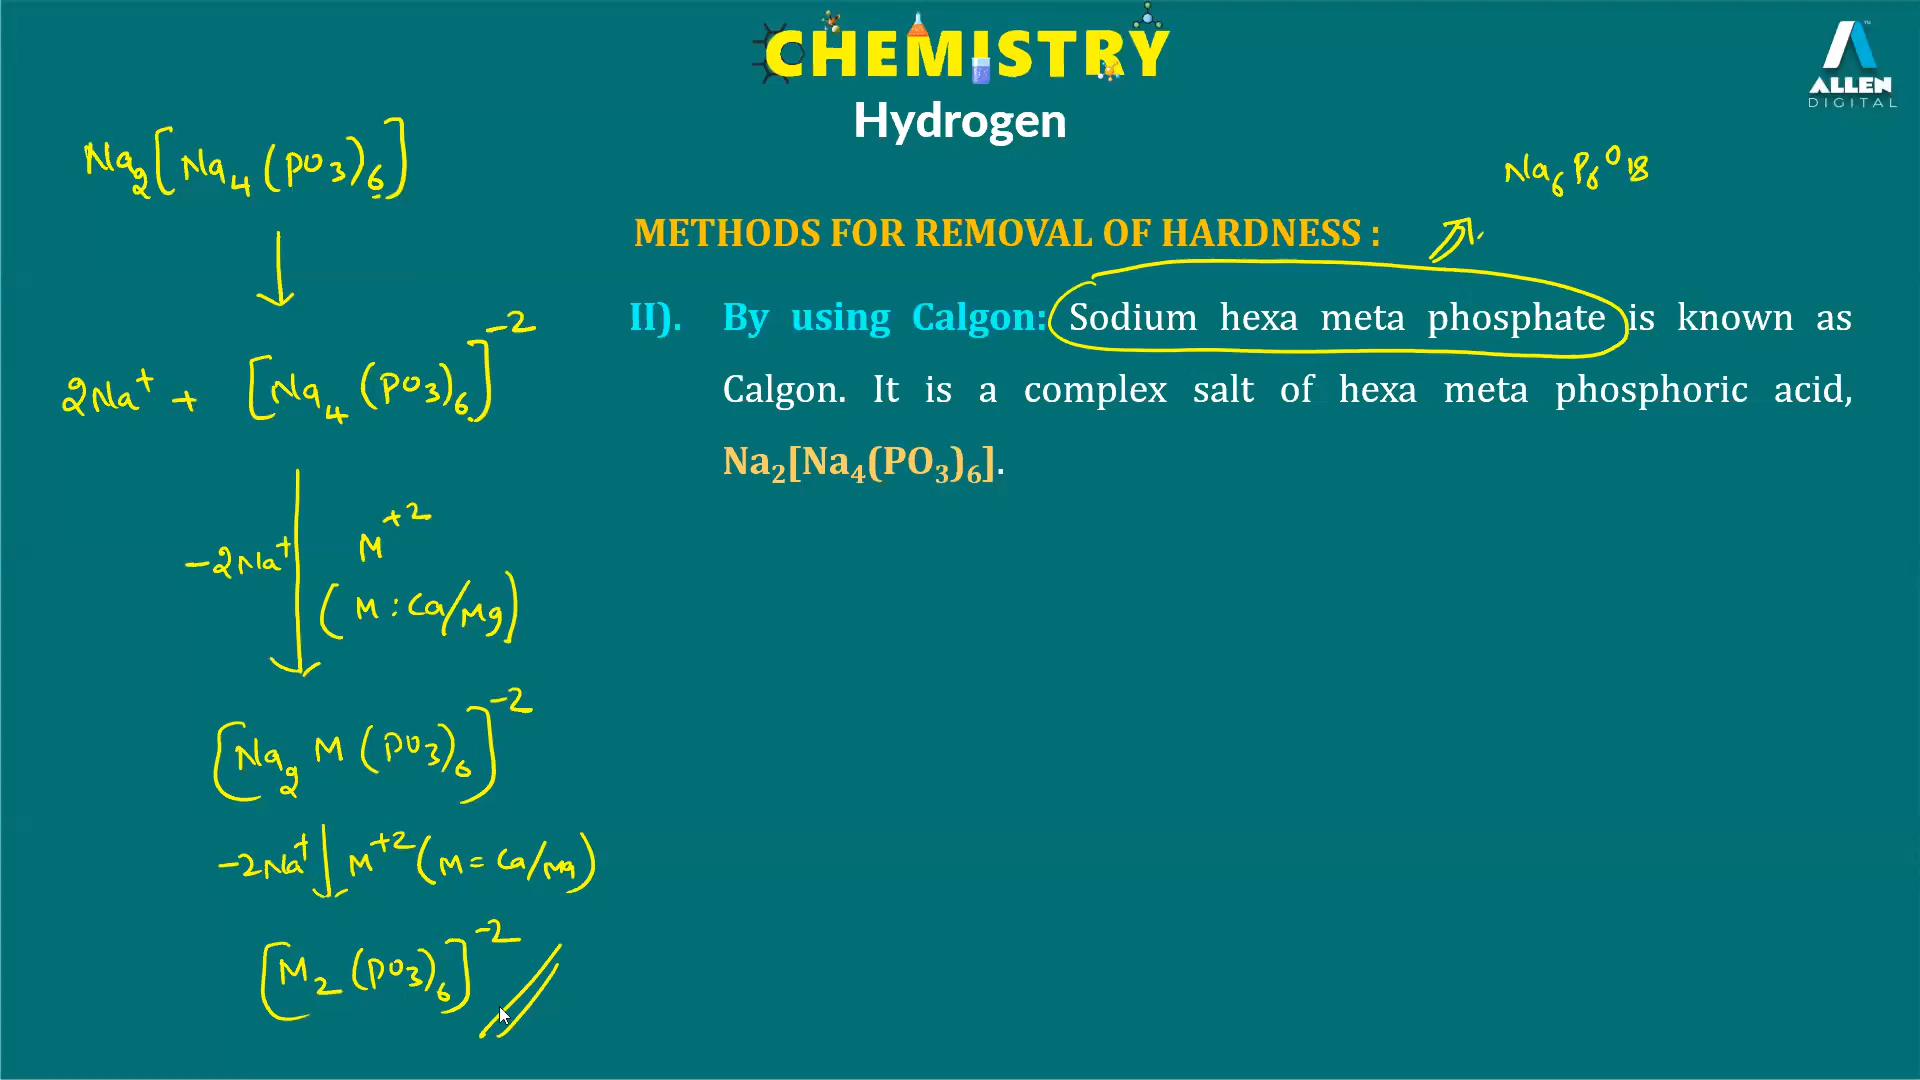 CHEMISTRY
Hydrogen
ALLEN
DIGITAL
Na₆P₆O₁₈
METHODS FOR REMOVAL OF HARDNESS :
II). By using Calgon: Sodium hexa meta phosphate is known as
Calgon. It is a complex salt of hexa meta phosphoric acid,
Na₂[Na₄(PO₃)₆].
Na₂[Na₄(PO₃)₆]
2Na⁺ + [Na₄(PO₃)₆]⁻²
-2Na⁺ M⁺²
(M : Ca/Mg)
[Na₂M(PO₃)₆]⁻²
-2Na⁺ M⁺² (M = Ca/Mg)
[M₂(PO₃)₆]⁻²